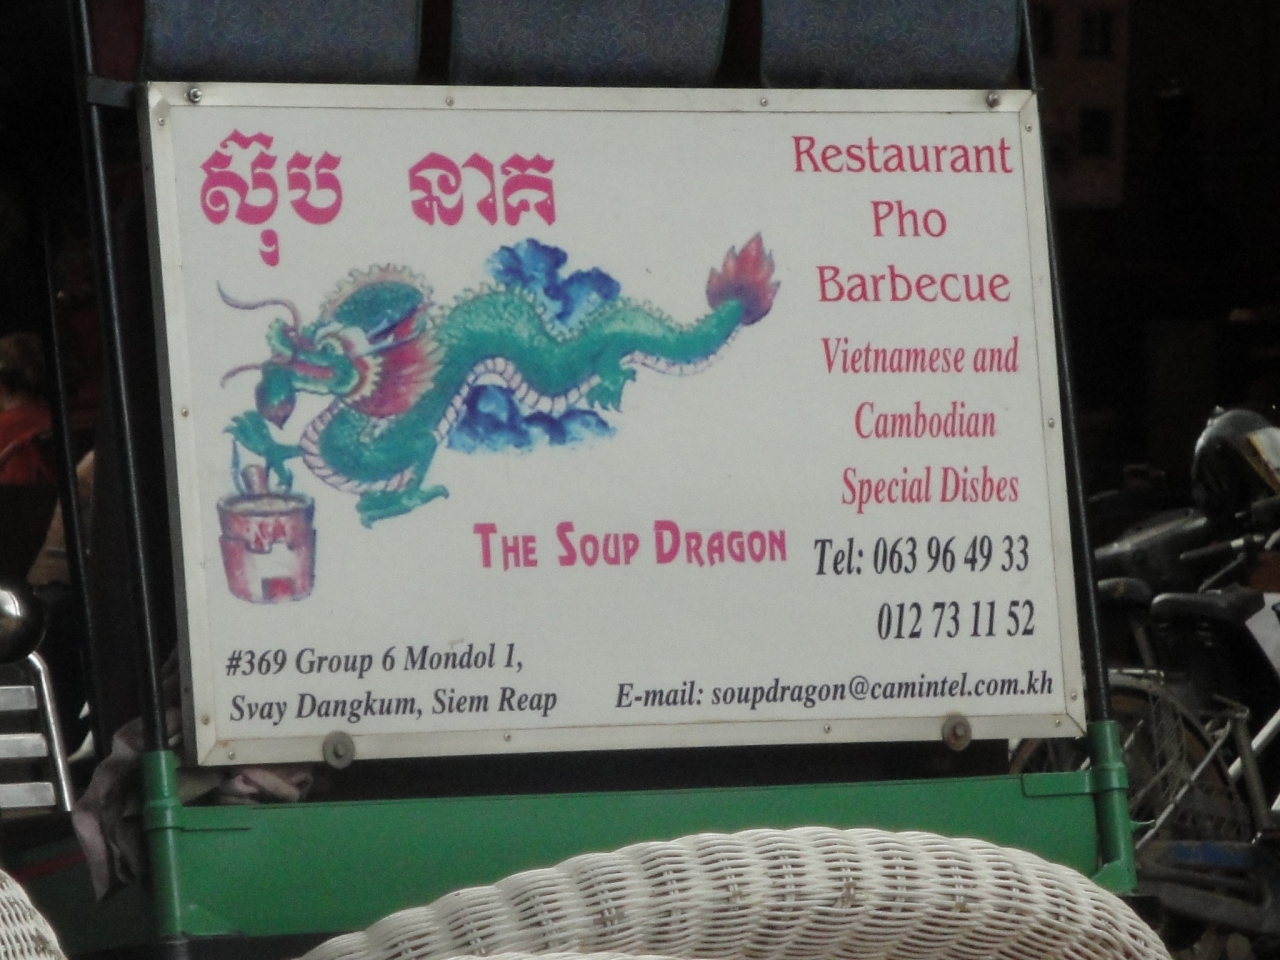 ស៊ុប នាគ
Restaurant
Pho
Barbecue
Vietnamese and
Cambodian
Special Disbes
THE SOUP DRAGON
Tel: 063 96 49 33
012 73 11 52
#369 Group 6 Mondol 1,
Svay Dangkum, Siem Reap
E-mail: soupdragon@camintel.com.kh